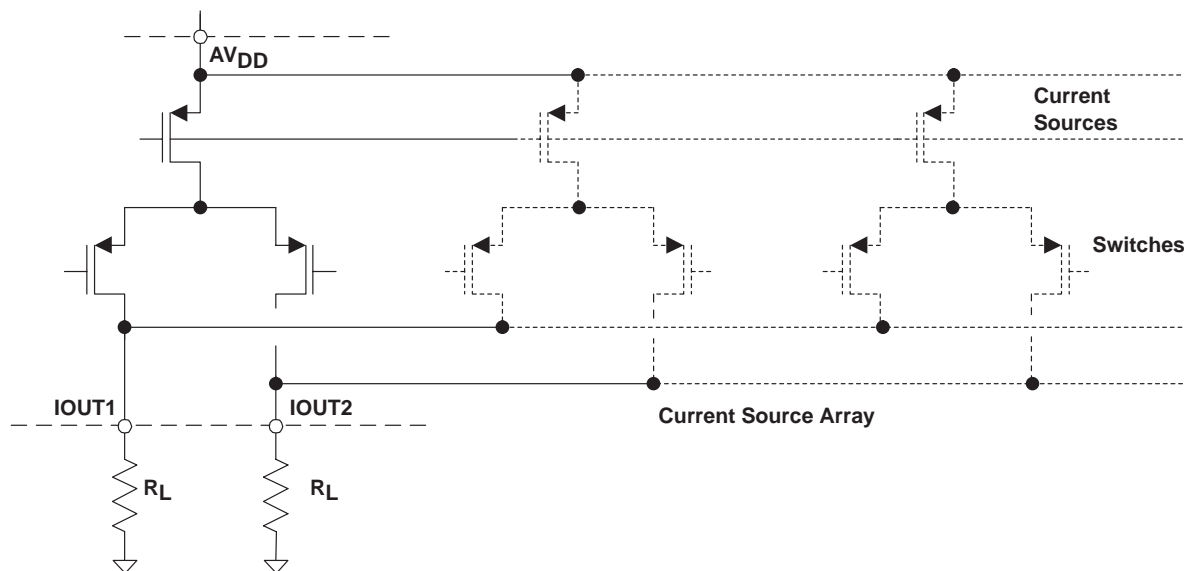 AVDD
Current
Sources
Switches
IOUT1
IOUT2
Current Source Array
RL
RL